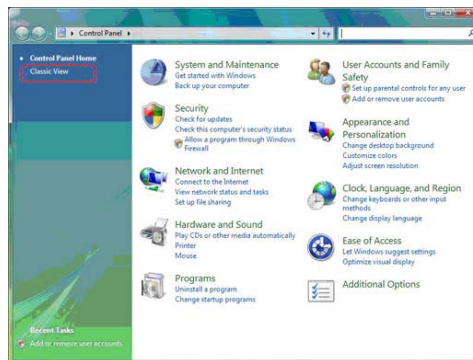 Control Panel
Control Panel Home
Classic View
System and Maintenance
Get started with Windows
Back up your computer
Security
Check for updates
Check this computer's security status
Allow a program through Windows
Firewall
Network and Internet
Connect to the Internet
View network status and tasks
Set up file sharing
Hardware and Sound
Play CDs or other media automatically
Printer
Mouse
Programs
Uninstall a program
Change startup programs
User Accounts and Family
Safety
Set up parental controls for any user
Add or remove user accounts
Appearance and
Personalization
Change desktop background
Customize colors
Adjust screen resolution
Clock, Language, and Region
Change keyboards or other input
methods
Change display language
Ease of Access
Let Windows suggest settings
Optimize visual display
Additional Options
Recent Tasks
Add or remove user accounts